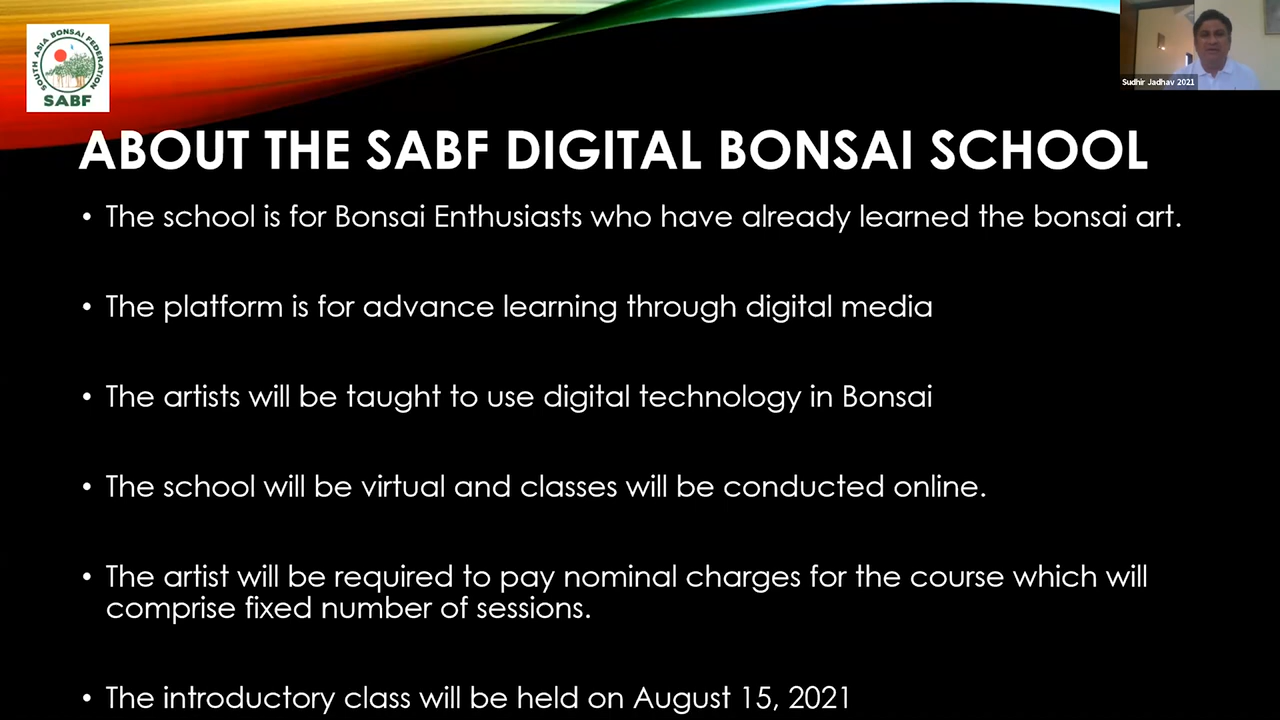 SOUTH ASIA BONSAI FEDERATION
SABF
Sudhir Jadhav 2021
ABOUT THE SABF DIGITAL BONSAI SCHOOL
• The school is for Bonsai Enthusiasts who have already learned the bonsai art.
• The platform is for advance learning through digital media
• The artists will be taught to use digital technology in Bonsai
• The school will be virtual and classes will be conducted online.
• The artist will be required to pay nominal charges for the course which will
comprise fixed number of sessions.
• The introductory class will be held on August 15, 2021